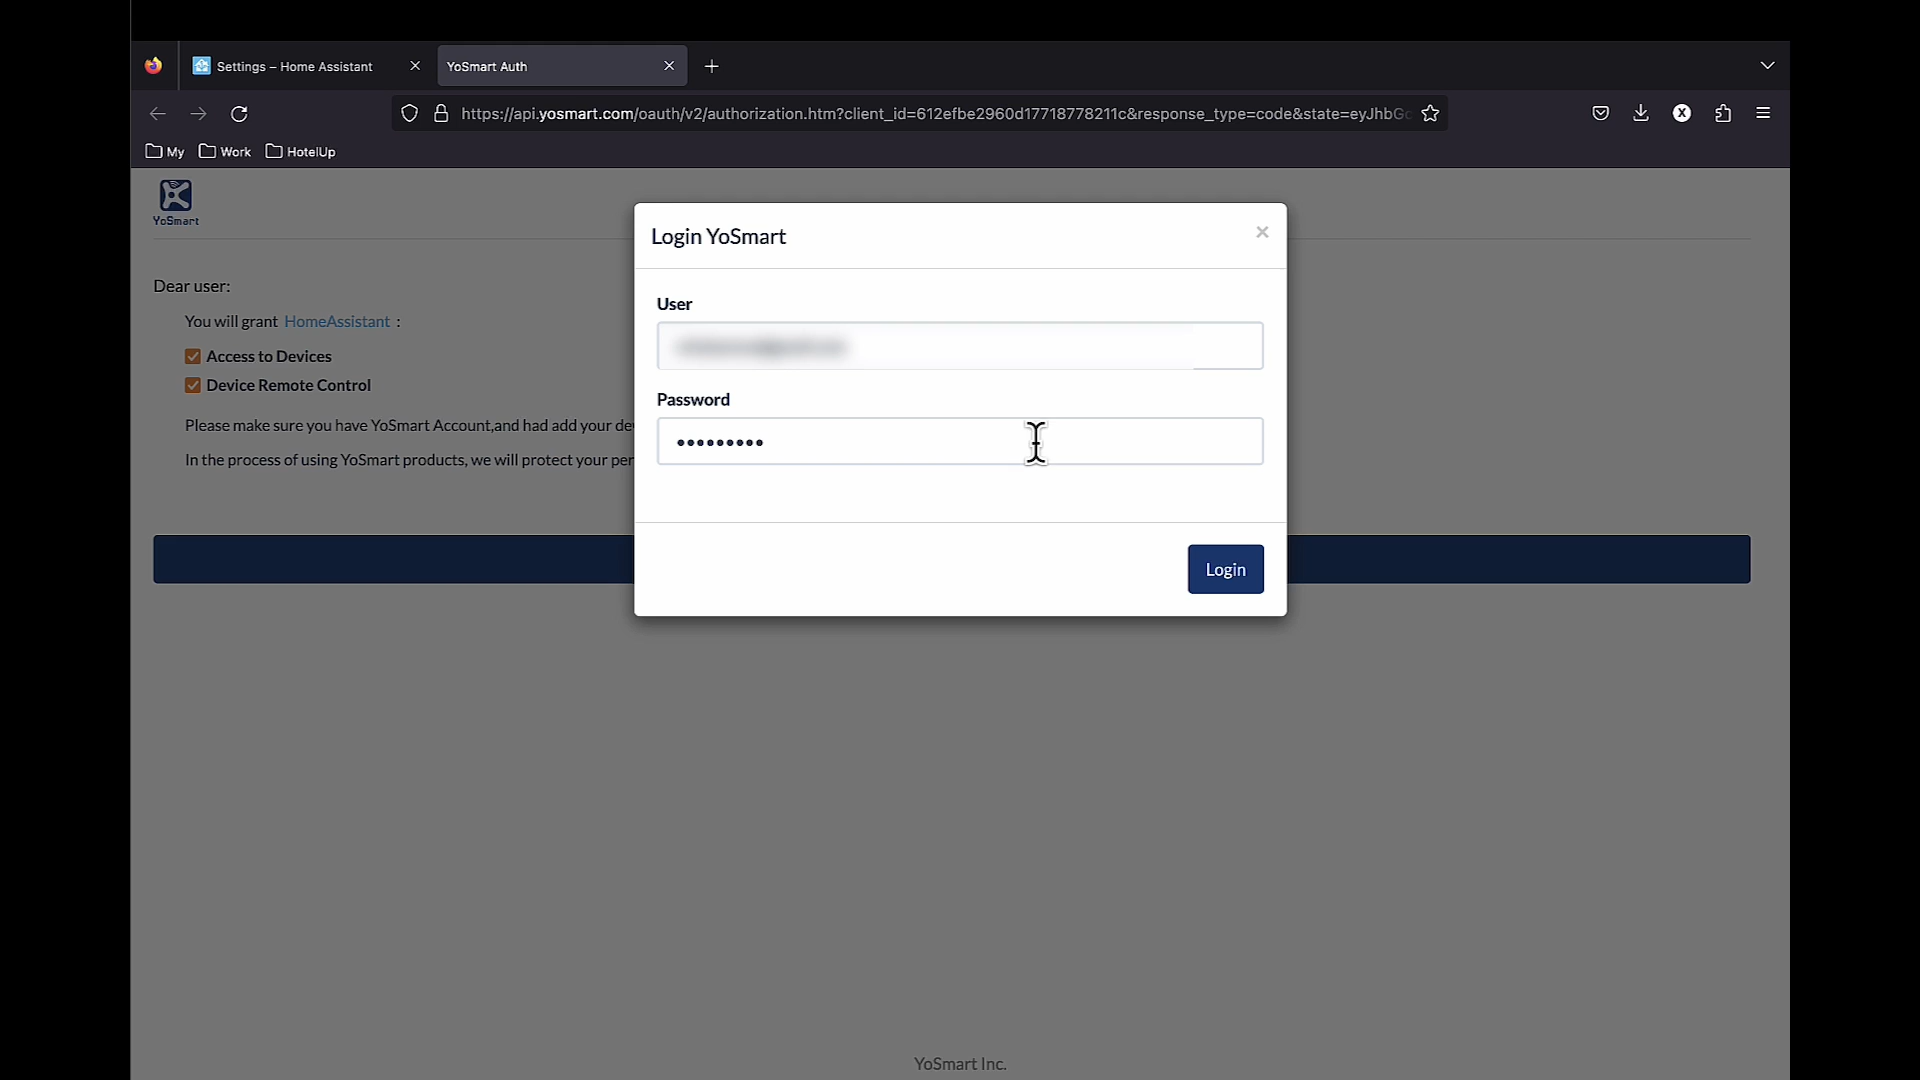 Settings – Home Assistant
YoSmart Auth
https://api.yosmart.com/oauth/v2/authorization.htm?client_id=612efbe2960d17718778211c&response_type=code&state=eyJhbG
X
My
Work
HotelUp
YoSmart
Login YoSmart
Dear user:
You will grant HomeAssistant :
Access to Devices
Device Remote Control
Please make sure you have YoSmart Account,and had add your
In the process of using YoSmart products, we will protect your
User
Password
•••••••••
Login
YoSmart Inc.